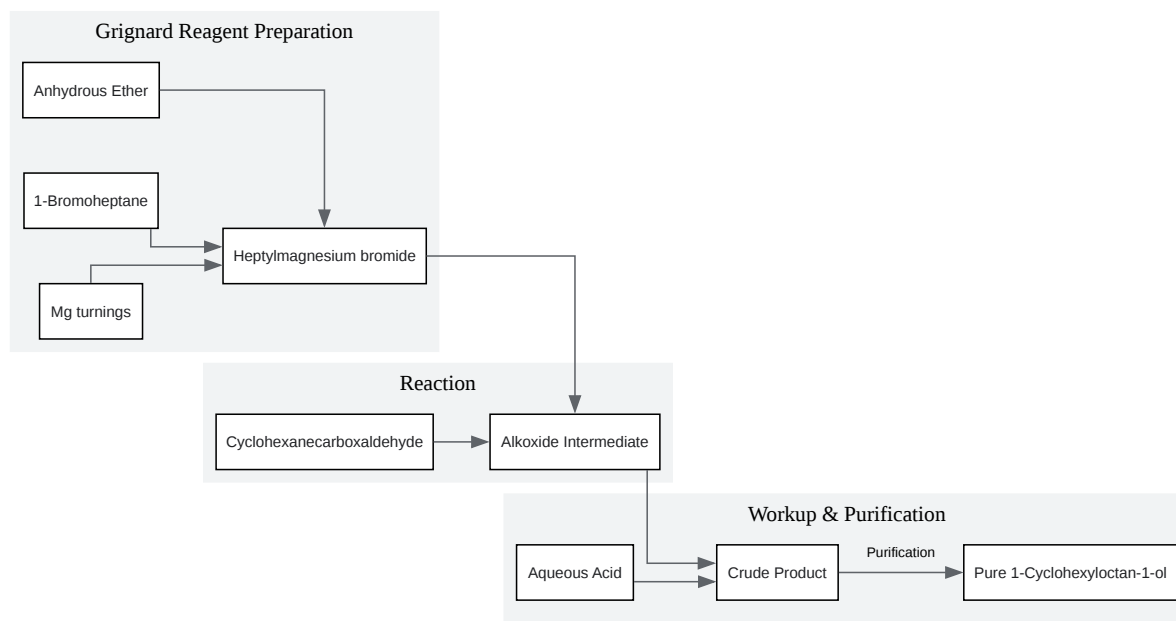 Grignard Reagent Preparation
Anhydrous Ether
1-Bromoheptane
Heptylmagnesium bromide
Mg turnings
Reaction
Cyclohexanecarboxaldehyde
Alkoxide Intermediate
Workup & Purification
Aqueous Acid
Crude Product
Purification
Pure 1-Cyclohexyloctan-1-ol